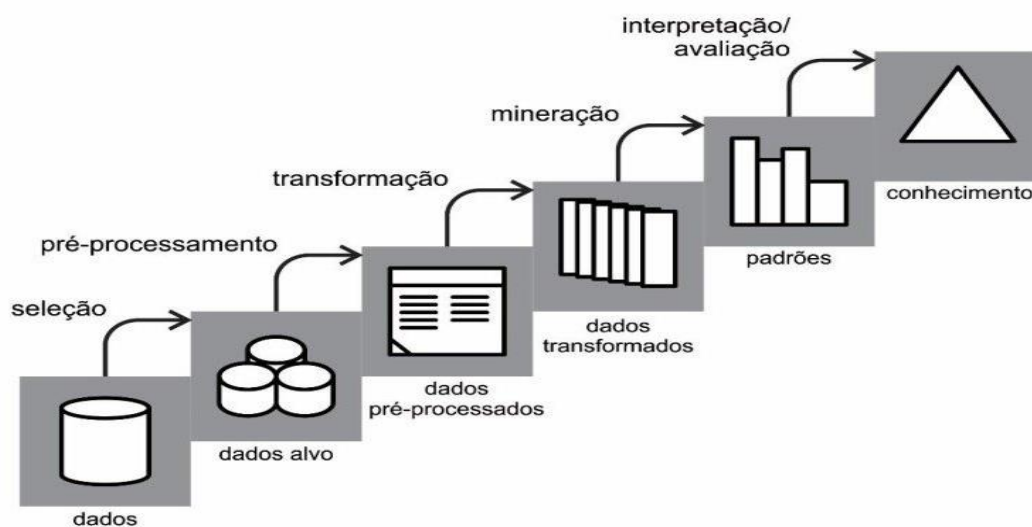 interpretação/
avaliação
mineração
transformação
pré-processamento
seleção
conhecimento
padrões
dados
transformados
dados
pré-processados
dados alvo
dados